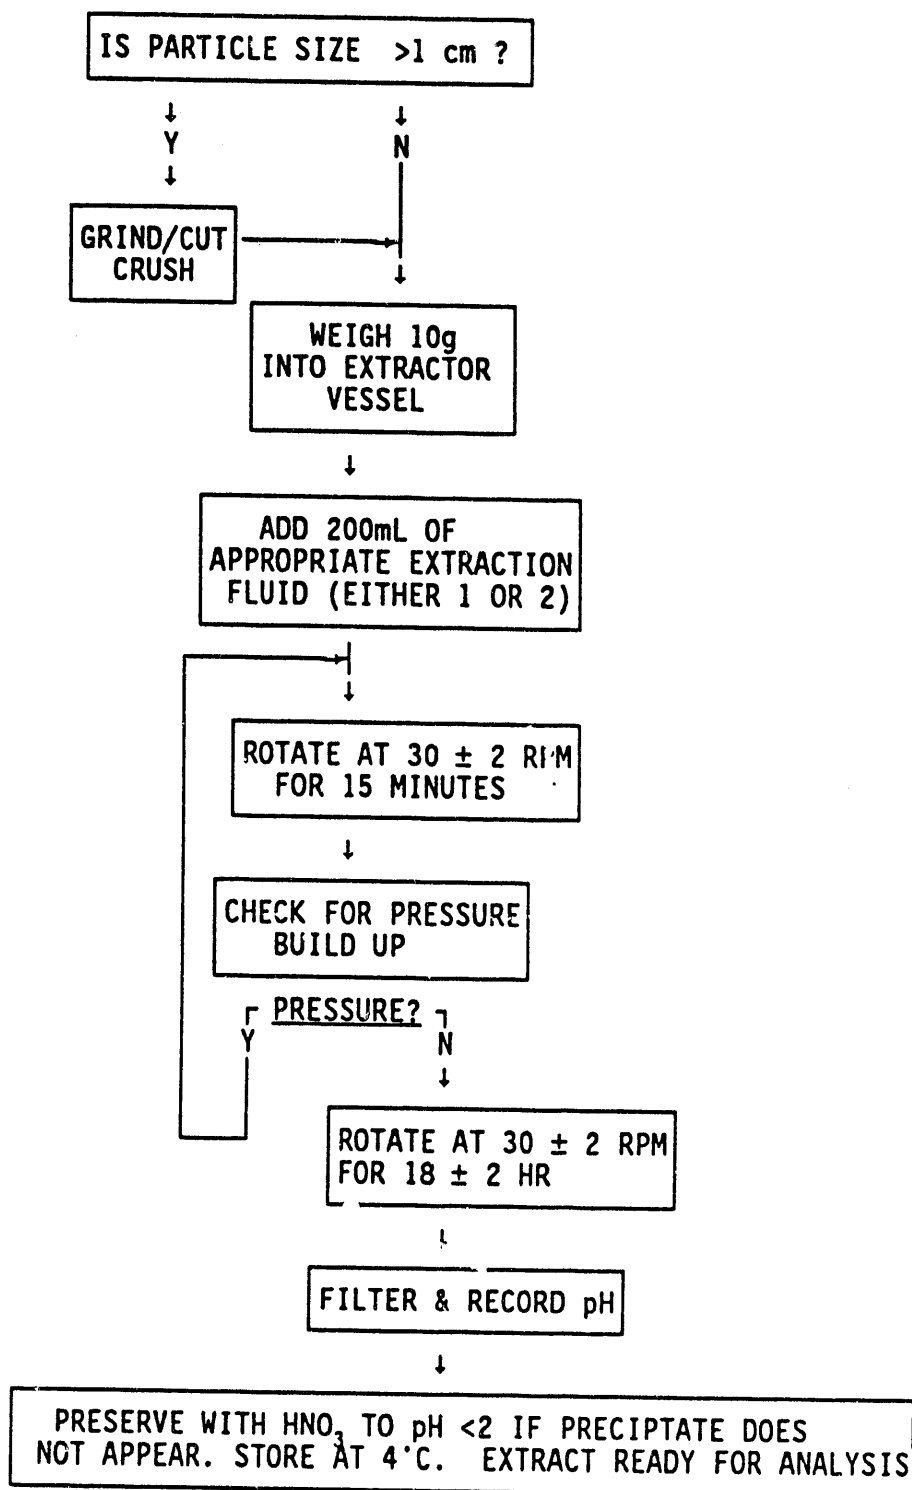 IS PARTICLE SIZE >1 cm ?
↓ ↓
Y N
↓
GRIND/CUT
CRUSH
↓
WEIGH 10g
INTO EXTRACTOR
VESSEL
↓
ADD 200mL OF
APPROPRIATE EXTRACTION
FLUID (EITHER 1 OR 2)
↓
ROTATE AT 30 ± 2 RPM
FOR 15 MINUTES
↓
CHECK FOR PRESSURE
BUILD UP
PRESSURE?
Y N
↓
ROTATE AT 30 ± 2 RPM
FOR 18 ± 2 HR
↓
FILTER & RECORD pH
↓
PRESERVE WITH HNO₃ TO pH <2 IF PRECIPTATE DOES
NOT APPEAR. STORE AT 4°C. EXTRACT READY FOR ANALYSIS